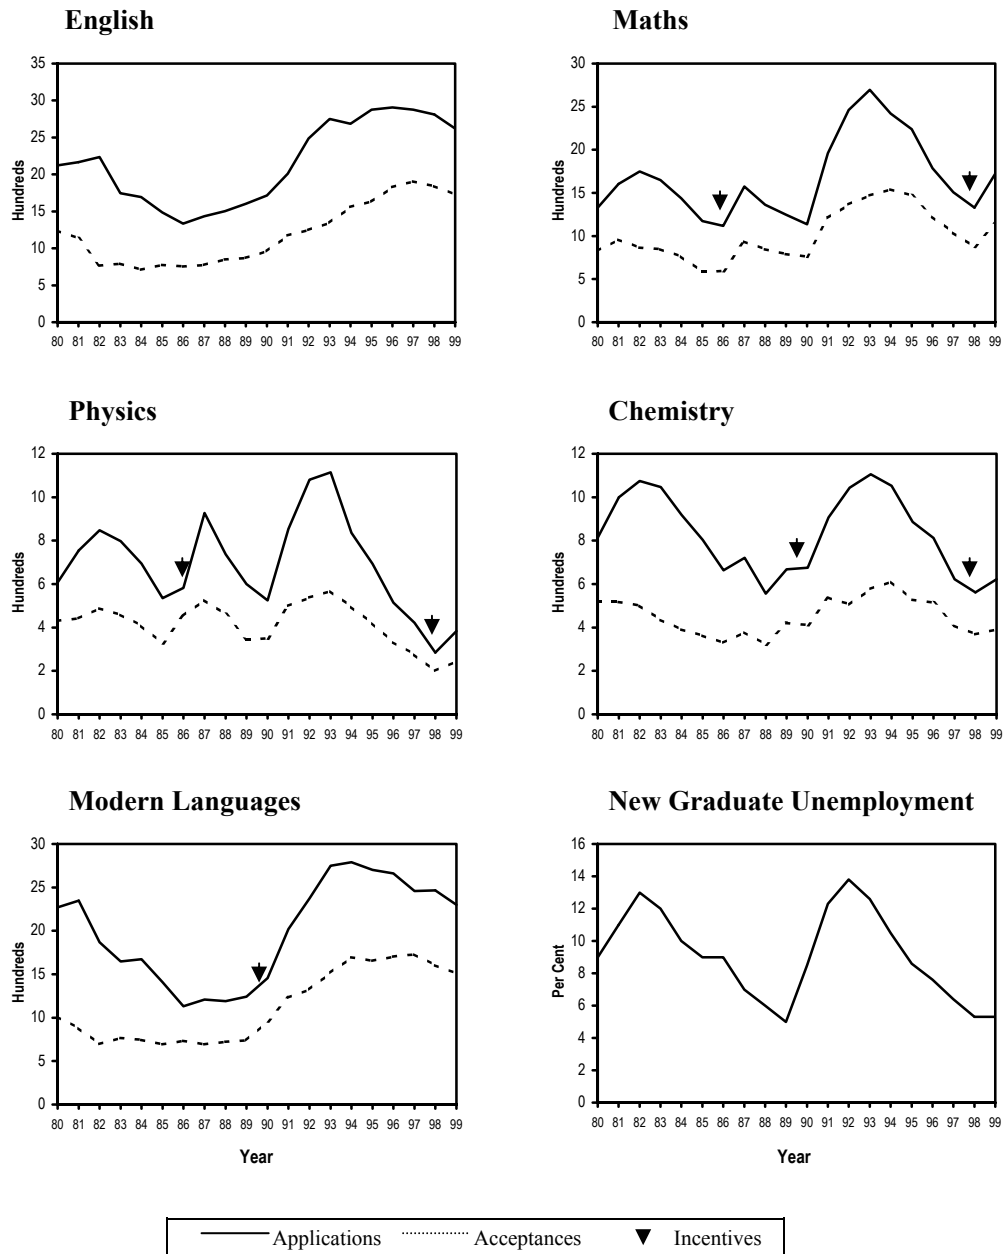 English
Hundreds
35
30
25
20
15
10
5
0
80 81 82 83 84 85 86 87 88 89 90 91 92 93 94 95 96 97 98 99
Maths
Hundreds
30
25
20
15
10
5
0
80 81 82 83 84 85 86 87 88 89 90 91 92 93 94 95 96 97 98 99
Physics
Hundreds
12
10
8
6
4
2
0
80 81 82 83 84 85 86 87 88 89 90 91 92 93 94 95 96 97 98 99
Chemistry
Hundreds
12
10
8
6
4
2
0
80 81 82 83 84 85 86 87 88 89 90 91 92 93 94 95 96 97 98 99
Modern Languages
Hundreds
30
25
20
15
10
5
0
80 81 82 83 84 85 86 87 88 89 90 91 92 93 94 95 96 97 98 99
Year
New Graduate Unemployment
Per Cent
16
14
12
10
8
6
4
2
0
80 81 82 83 84 85 86 87 88 89 90 91 92 93 94 95 96 97 98 99
Year
Applications Acceptances Incentives